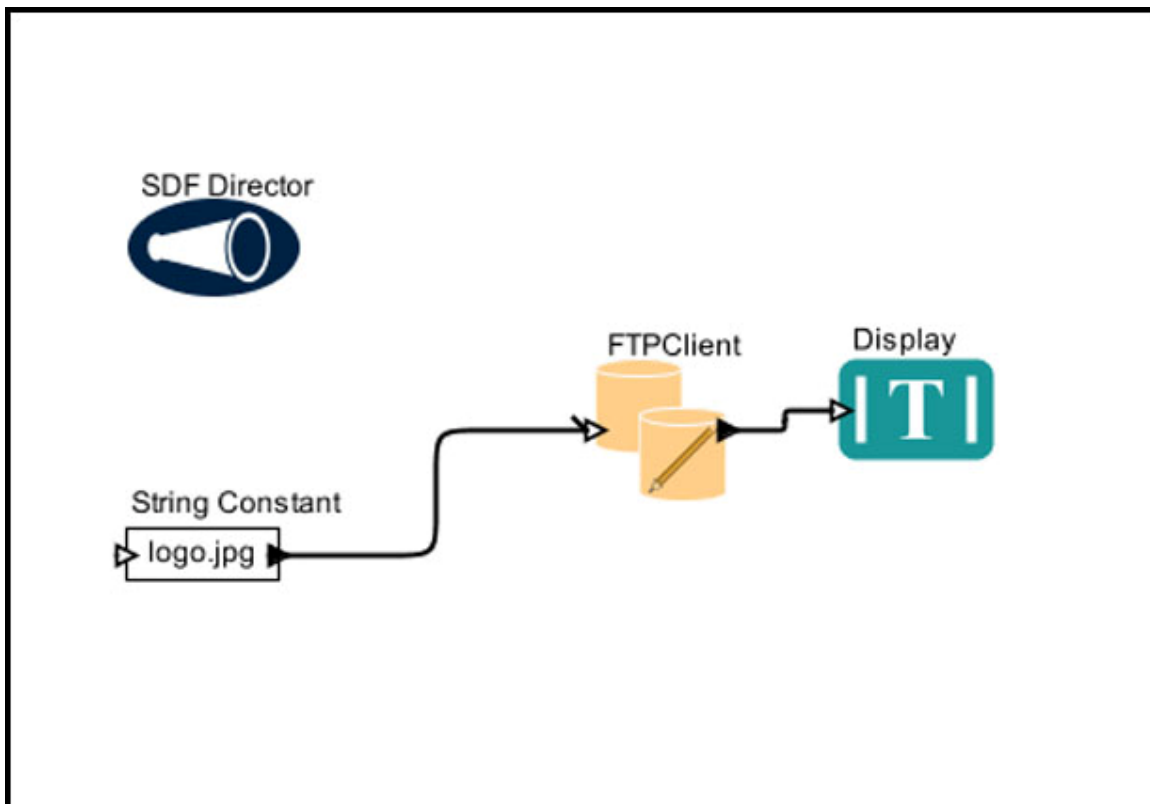 SDF Director
FTPClient
Display
T
String Constant
logo.jpg